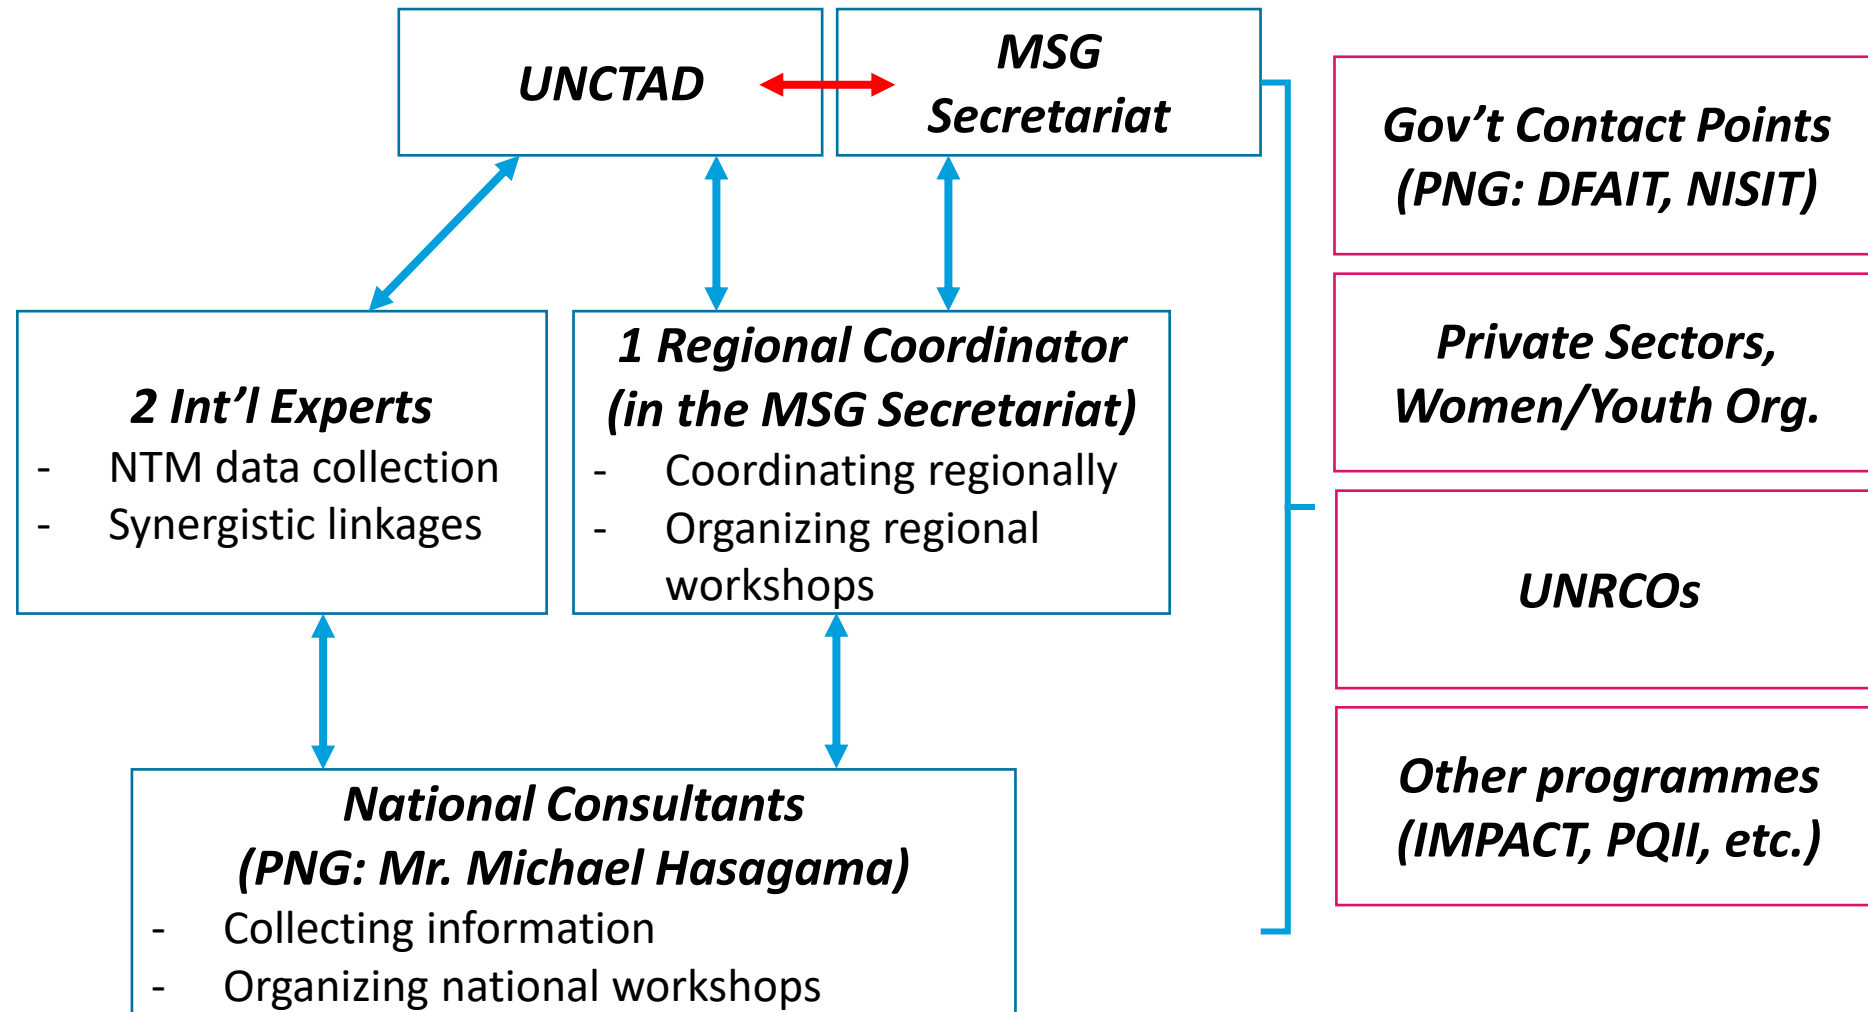 UNCTAD
MSG
Secretariat
Gov’t Contact Points
(PNG: DFAIT, NISIT)
2 Int’l Experts
- NTM data collection
- Synergistic linkages
1 Regional Coordinator
(in the MSG Secretariat)
- Coordinating regionally
- Organizing regional
workshops
Private Sectors,
Women/Youth Org.
UNRCOs
National Consultants
(PNG: Mr. Michael Hasagama)
- Collecting information
- Organizing national workshops
Other programmes
(IMPACT, PQII, etc.)